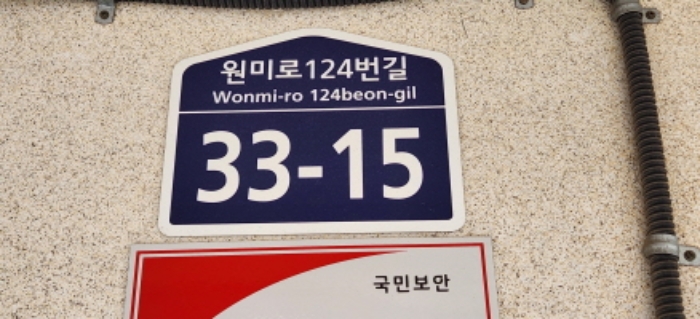 원미로124번길
Wonmi-ro 124beon-gil
33-15
국민보안